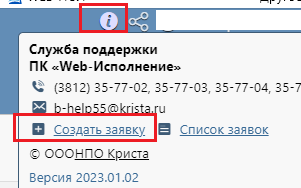 Служба поддержки
ПК «Web-Исполнение»
(3812) 35-77-02, 35-77-03, 35-77-04, 35-
b-help55@krista.ru
Создать заявку Список заявок
© ОООНПО Криста
Версия 2023.01.02